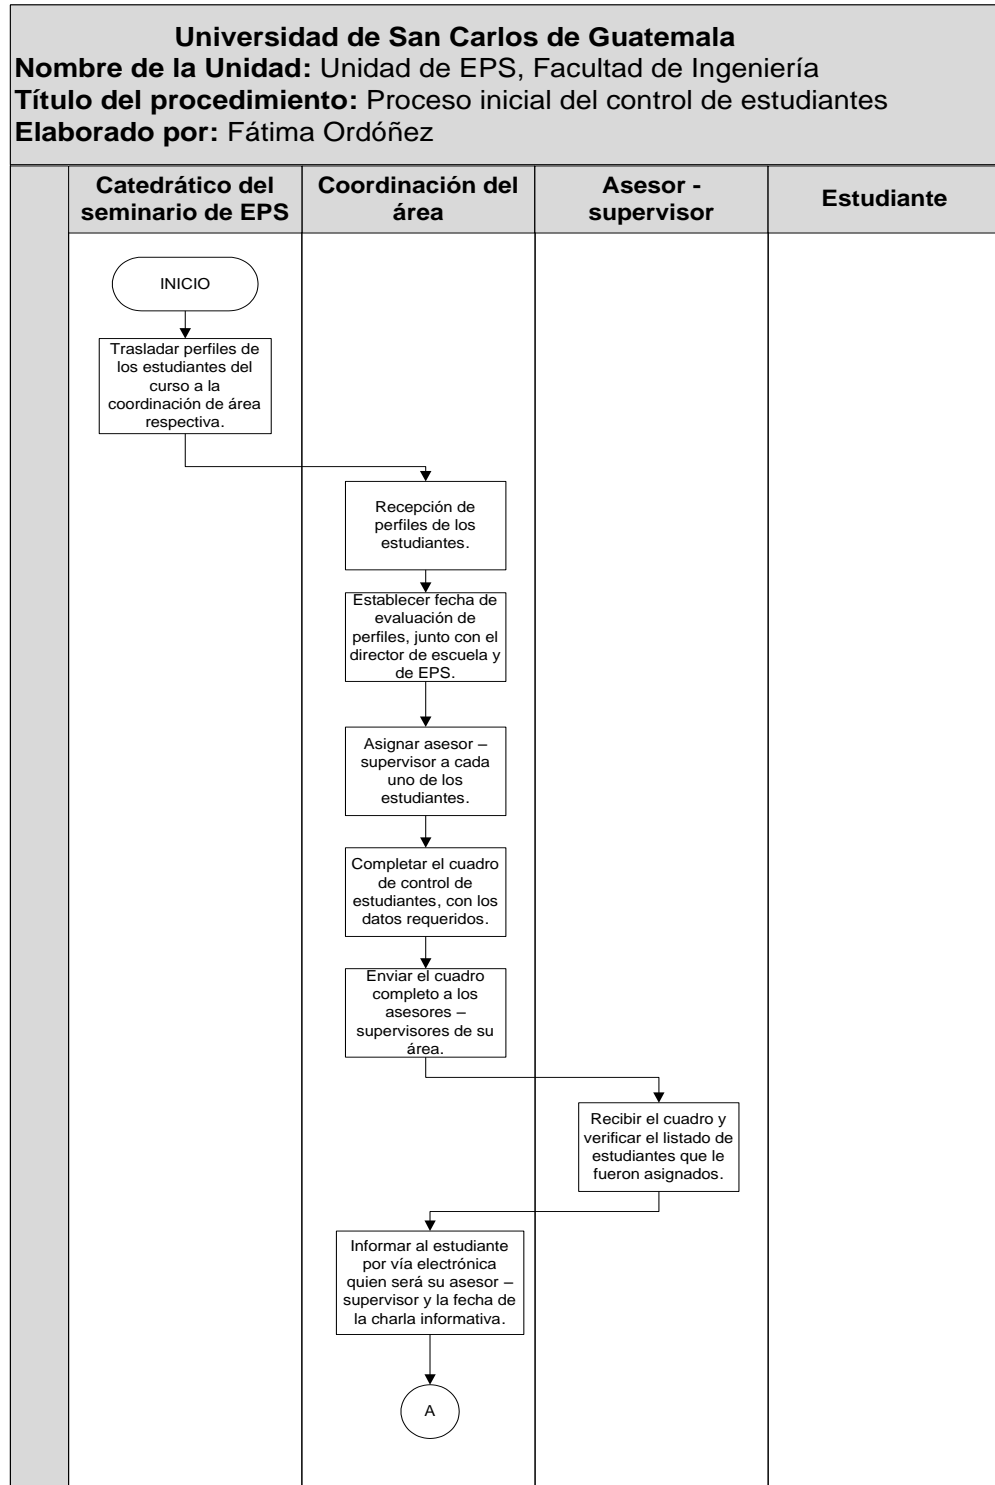 Universidad de San Carlos de Guatemala
Nombre de la Unidad: Unidad de EPS, Facultad de Ingeniería
Título del procedimiento: Proceso inicial del control de estudiantes
Elaborado por: Fátima Ordóñez
Catedrático del
seminario de EPS
Coordinación del
área
Asesor -
supervisor
Estudiante
INICIO
Trasladar perfiles de
los estudiantes del
curso a la
coordinación de área
respectiva.
Recepción de
perfiles de los
estudiantes.
Establecer fecha de
evaluación de
perfiles, junto con el
director de escuela y
de EPS.
Asignar asesor –
supervisor a cada
uno de los
estudiantes.
Completar el cuadro
de control de
estudiantes, con los
datos requeridos.
Enviar el cuadro
completo a los
asesores –
supervisores de su
área.
Recibir el cuadro y
verificar el listado de
estudiantes que le
fueron asignados.
Informar al estudiante
por vía electrónica
quien será su asesor –
supervisor y la fecha de
la charla informativa.
A